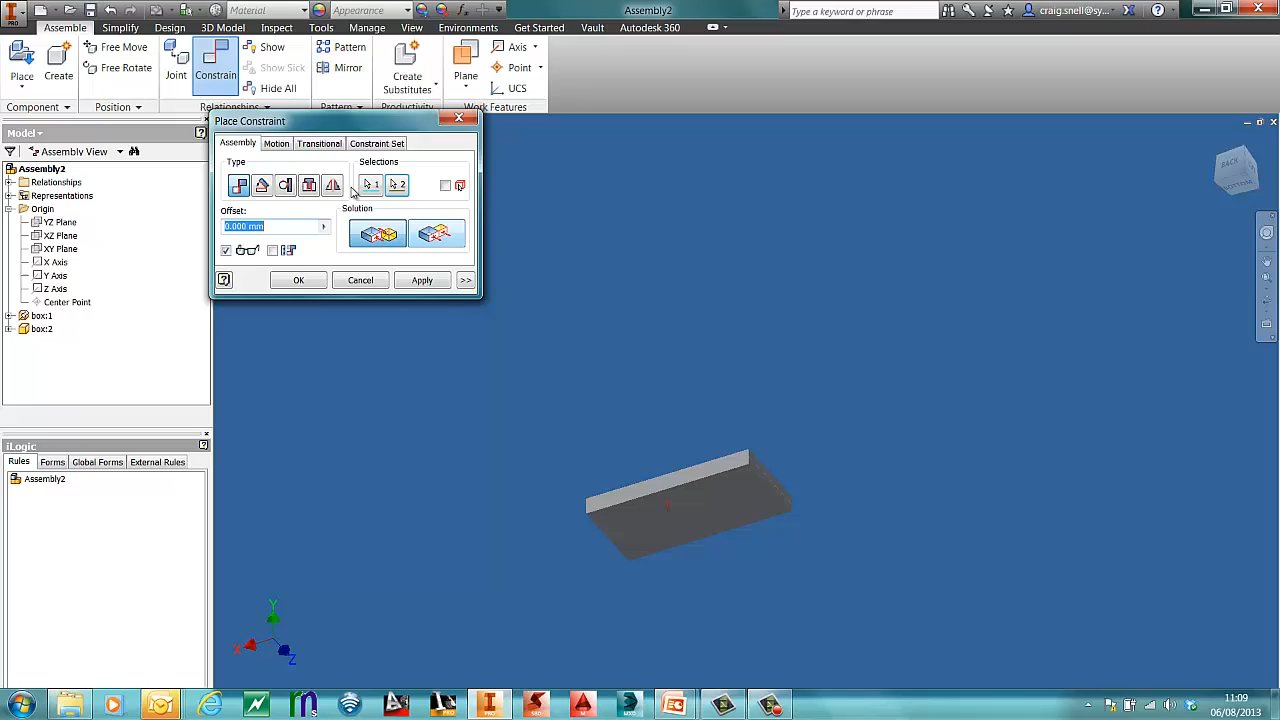 Material
Appearance
Assembly2
Type a keyword or phrase
craig.snell@sy...
PRO
Assemble Simplify Design 3D Model Inspect Tools Manage View Environments Get Started Vault Autodesk 360
Place
Create
Free Move
Free Rotate
Joint
Constrain
Show
Show Sick
Hide All
Pattern
Mirror
Create
Substitutes
Plane
Axis
Point
UCS
Component
Position
Relationships
Pattern
Productivity
Work Features
Place Constraint
Assembly Motion Transitional Constraint Set
Type
Selections
1 2
Offset:
0.000 mm
Solution
OK Cancel Apply >>
Model
Assembly View
Assembly2
Relationships
Representations
Origin
YZ Plane
XZ Plane
XY Plane
X Axis
Y Axis
Z Axis
Center Point
box:1
box:2
iLogic
Rules Forms Global Forms External Rules
Assembly2
BACK
BOTTOM
Y
X
Z
11:09
06/08/2013